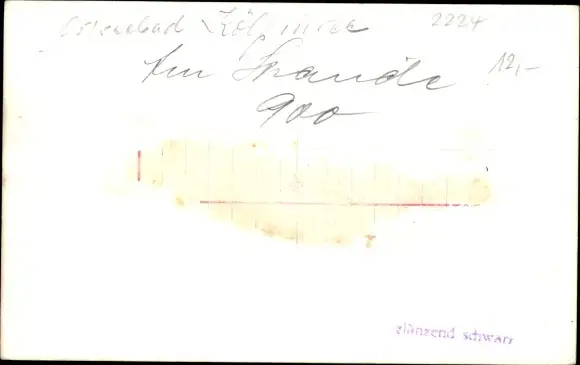 Ostseebad Kölpinsee 2224
Am Strande 12,-
900
glänzend schwarz